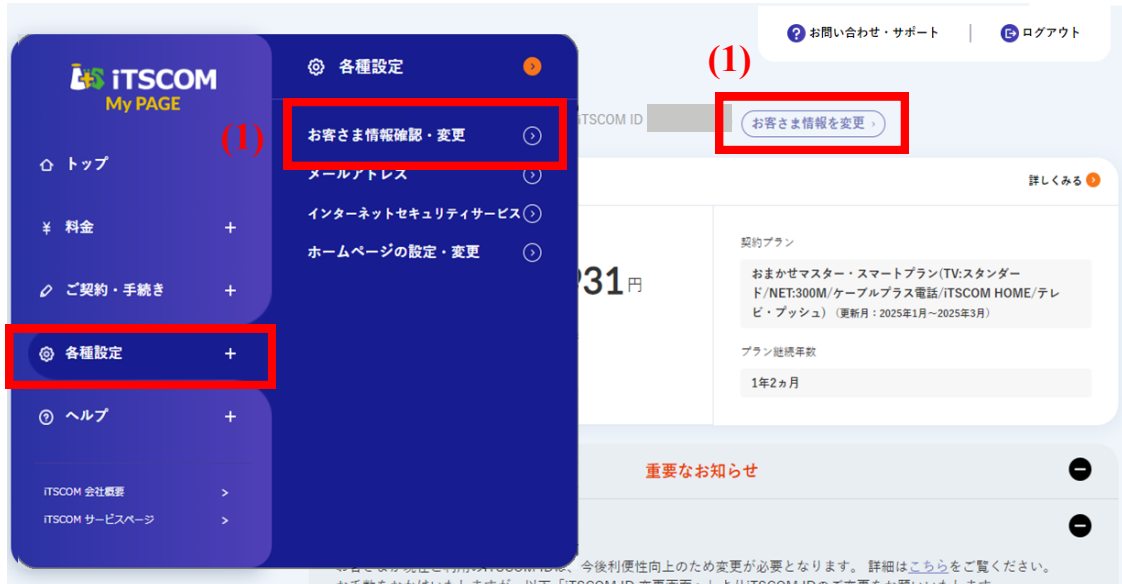 お問い合わせ・サポート
ログアウト
iTSCOM
My PAGE
各種設定
(1)
(1)
お客さま情報確認・変更
iTSCOM ID
お客さま情報を変更
トップ
メールアドレス
詳しくみる
料金
インターネットセキュリティサービス
ホームページの設定・変更
契約プラン
31円
おまかせマスター・スマートプラン(TV:スタンダー
ド/NET:300M/ケーブルプラス電話/iTSCOM HOME/テレ
ビ・プッシュ) (更新月:2025年1月~2025年3月)
ご契約・手続き
各種設定
プラン継続年数
1年2ヵ月
ヘルプ
重要なお知らせ
iTSCOM 会社概要
iTSCOM サービスページ
、今後利便性向上のため変更が必要となります。 詳細はこちらをご覧ください。